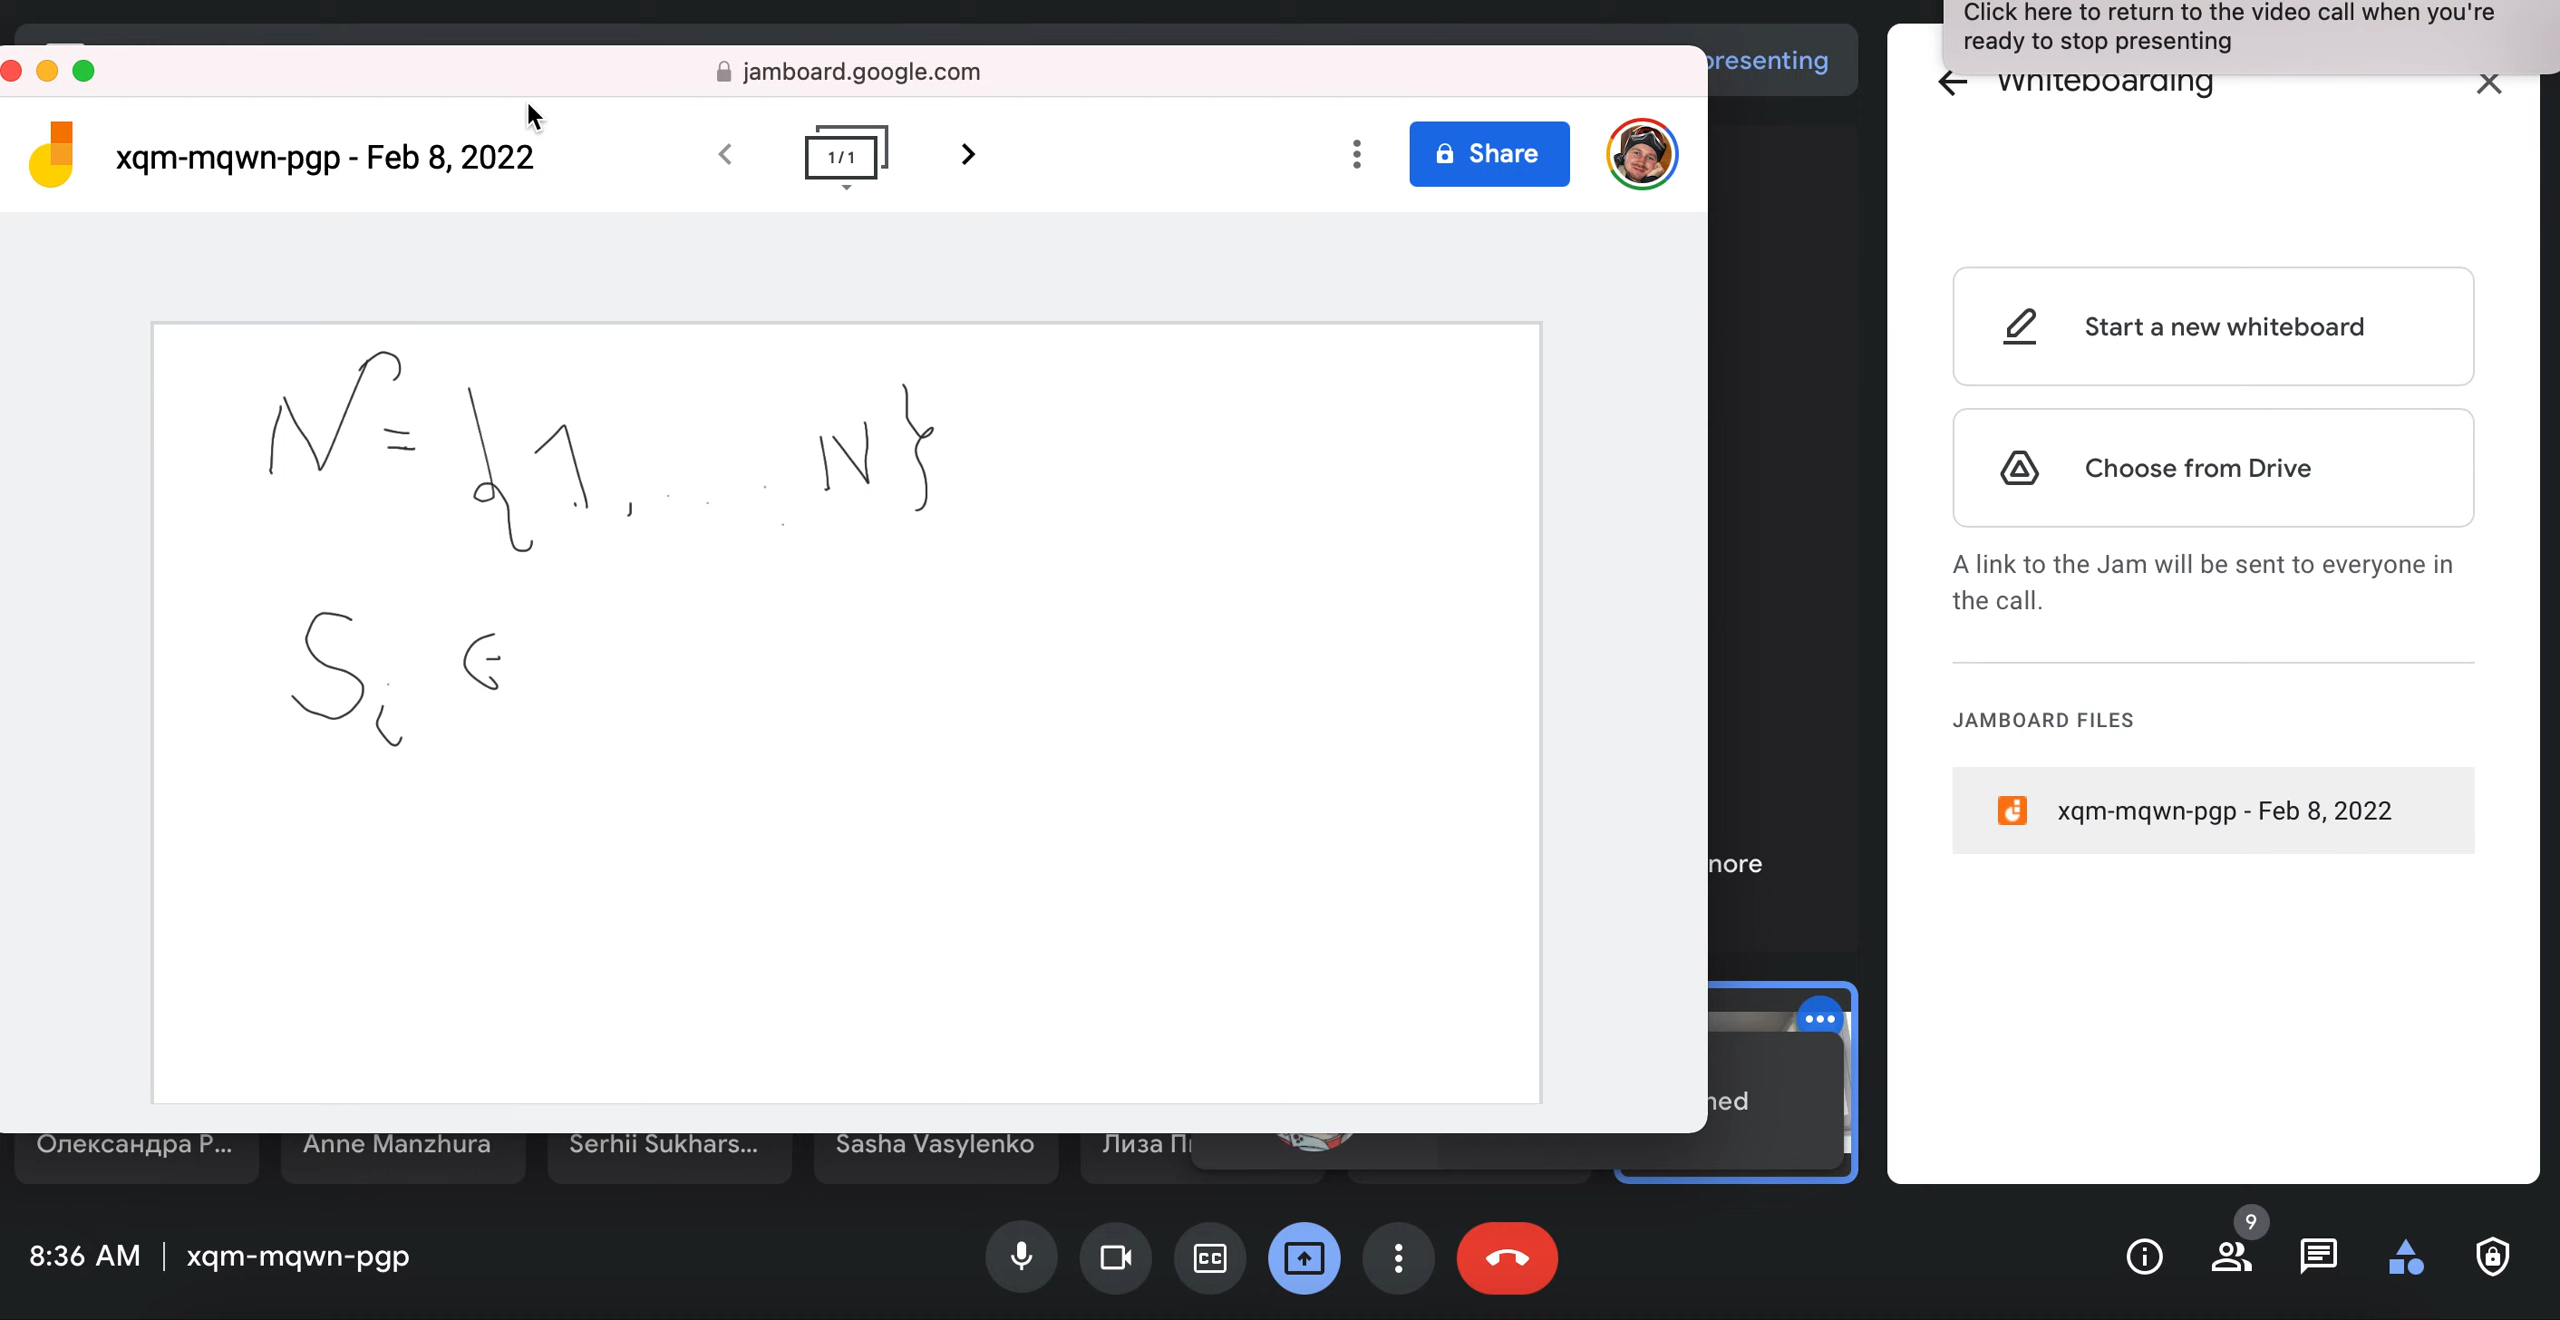 Click here to return to the video call when you're
ready to stop presenting
presenting
jamboard.google.com
Whiteboarding
xqm-mqwn-pgp - Feb 8, 2022
1/1
Share
N = {1, .... N}
S_i ∈
Start a new whiteboard
Choose from Drive
A link to the Jam will be sent to everyone in
the call.
JAMBOARD FILES
xqm-mqwn-pgp - Feb 8, 2022
nore
ned
Олександра Р...
Anne Manzhura
Serhii Sukhars...
Sasha Vasylenko
Лиза П
8:36 AM | xqm-mqwn-pgp
CC
9